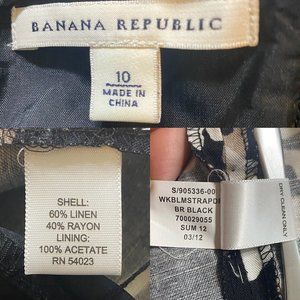 BANANA REPUBLIC
10
MADE IN
CHINA
SHELL:
60% LINEN
40% RAYON
LINING:
100% ACETATE
RN 54023
S/905336-00
WKBLMSTRAPDR
BR BLACK
700029055
SUM 12
03/12
DRY CLEAN ONLY